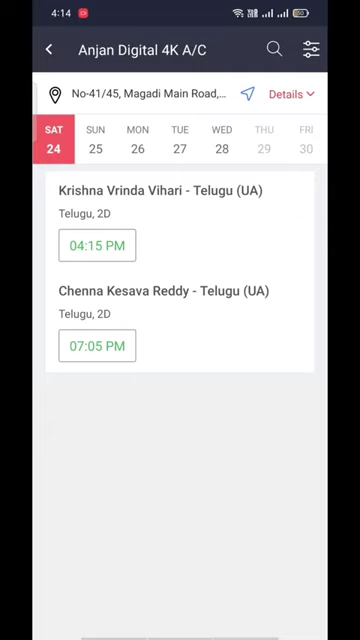 4:14
Anjan Digital 4K A/C
No-41/45, Magadi Main Road,... Details
SAT SUN MON TUE WED THU FRI
24 25 26 27 28 29 30
Krishna Vrinda Vihari - Telugu (UA)
Telugu, 2D
04:15 PM
Chenna Kesava Reddy - Telugu (UA)
Telugu, 2D
07:05 PM